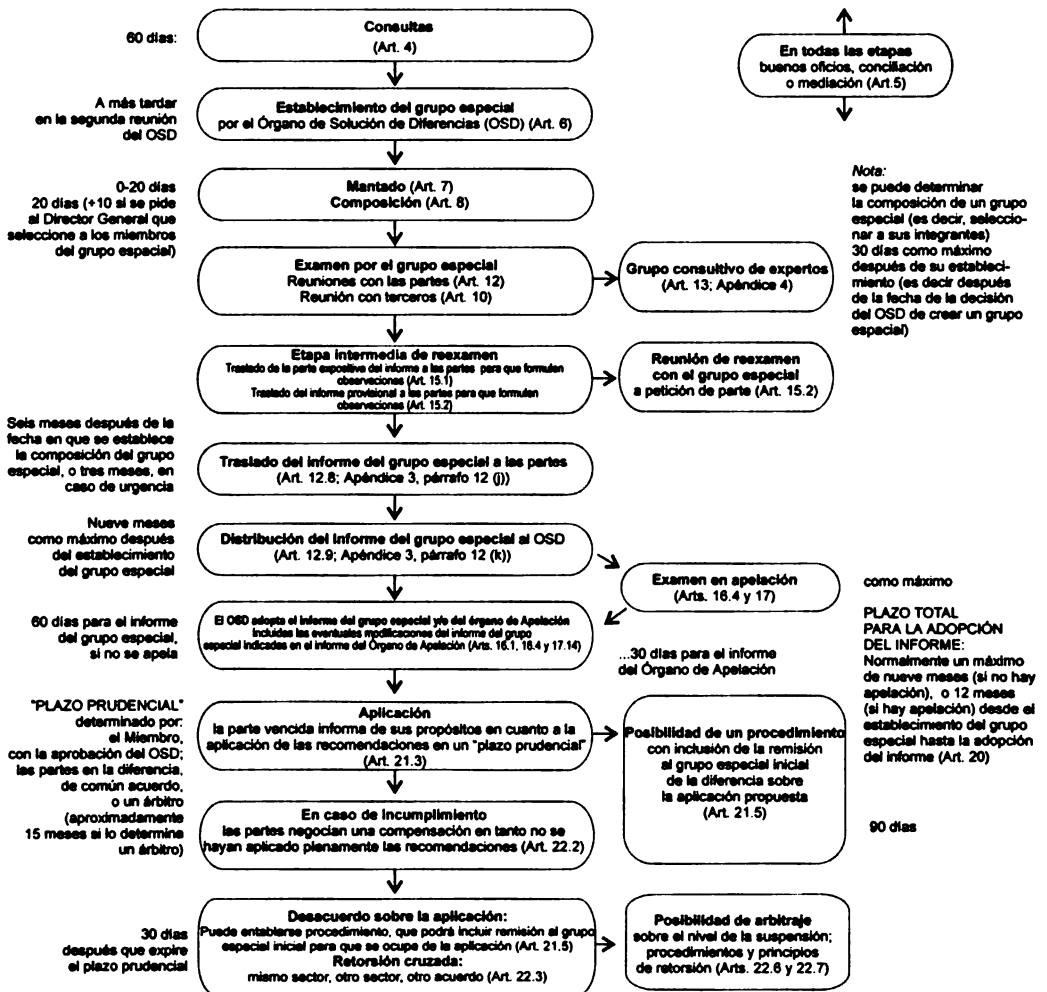 60 días:
Consultas
(Art. 4)
En todas las etapas
buenos oficios, conciliación
o mediación (Art.5)
A más tardar
en la segunda reunión
del OSD
Establecimiento del grupo especial
por el Órgano de Solución de Diferencias (OSD) (Art. 6)
0-20 días
20 días (+10 si se pide
al Director General que
seleccione a los miembros
del grupo espacial)
Mantado (Art. 7)
Composición (Art. 8)
Nota:
se puede determinar
la composición de un grupo
especial (es decir, seleccio-
nar a sus integrantes)
30 días como máximo
después de su estableci-
miento (es decir después
de la fecha de la decisión
del OSD de crear un grupo
espacial)
Examen por el grupo especial
Reuniones con las partes (Art. 12)
Reunión con terceros (Art. 10)
Grupo consultivo de expertos
(Art. 13; Apéndice 4)
Etapa intermedia de reexamen
Traslado de la parte expositiva del informe a las partes para que formulen
observaciones (Art. 15.1)
Traslado del informe provisional a las partes para que formulen
observaciones (Art. 15.2)
Reunión de reexamen
con el grupo especial
a petición de parte (Art. 15.2)
Seis meses después de la
fecha en que se establece
la composición del grupo
especial, o tres meses, en
caso de urgencia
Traslado del informe del grupo especial a las partes
(Art. 12.8; Apéndice 3, párrafo 12 (j))
Nueve meses
como máximo después
del establecimiento
del grupo especial
Distribución del informe del grupo especial al OSD
(Art. 12.9; Apéndice 3, párrafo 12 (k))
Examen en apelación
(Arts. 16.4 y 17)
como máximo
60 días para el informe
del grupo especial,
si no se apela
El OSD adopta el informe del grupo especial y/o del órgano de Apelación
incluidas las eventuales modificaciones del informe del grupo
especial indicadas en el informe del Órgano de Apelación (Arts. 16.1, 16.4 y 17.14)
...30 días para el informe
del Órgano de Apelación
PLAZO TOTAL
PARA LA ADOPCIÓN
DEL INFORME:
Normalmente un máximo
de nueve meses (si no hay
apelación), o 12 meses
(si hay apelación) desde el
establecimiento del grupo
especial hasta la adopción
del informe (Art. 20)
"PLAZO PRUDENCIAL"
determinado por:
el Miembro,
con la aprobación del OSD;
las partes en la diferencia,
de común acuerdo,
o un árbitro
(aproximadamente
15 meses si lo determina
un árbitro)
Aplicación
la parte vencida informa de sus propósitos en cuanto a la
aplicación de las recomendaciones en un "plazo prudencial"
(Art. 21.3)
Posibilidad de un procedimiento
con inclusión de la remisión
al grupo especial inicial
de la diferencia sobre
la aplicación propuesta
(Art. 21.5)
90 días
En caso de incumplimiento
las partes negocian una compensación en tanto no se
hayan aplicado plenamente las recomendaciones (Art. 22.2)
30 días
después que expire
el plazo prudencial
Desacuerdo sobre la aplicación:
Puede entablarse procedimiento, que podrá incluir remisión al grupo
especial inicial para que se ocupe de la aplicación (Art. 21.5)
Retorsión cruzada:
mismo sector, otro sector, otro acuerdo (Art. 22.3)
Posibilidad de arbitraje
sobre el nivel de la suspensión;
procedimientos y principios
de retorsión (Arts. 22.6 y 22.7)